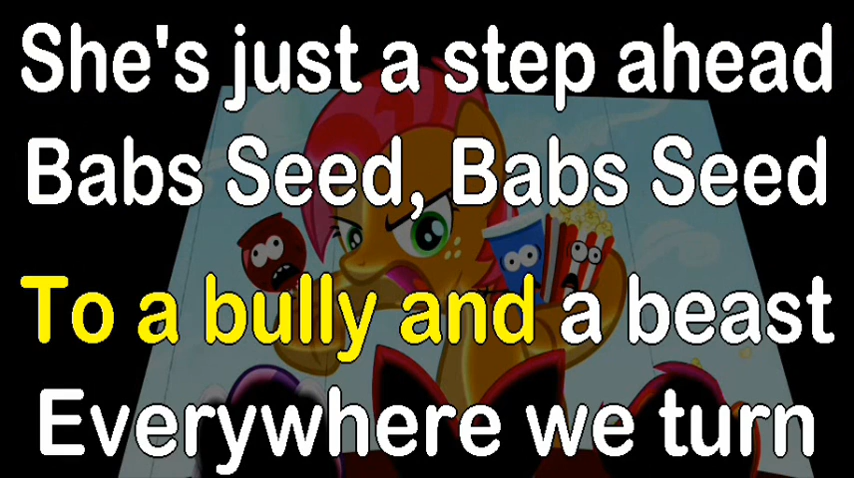 She's just a step ahead
Babs Seed, Babs Seed
To a bully and a beast
Everywhere we turn